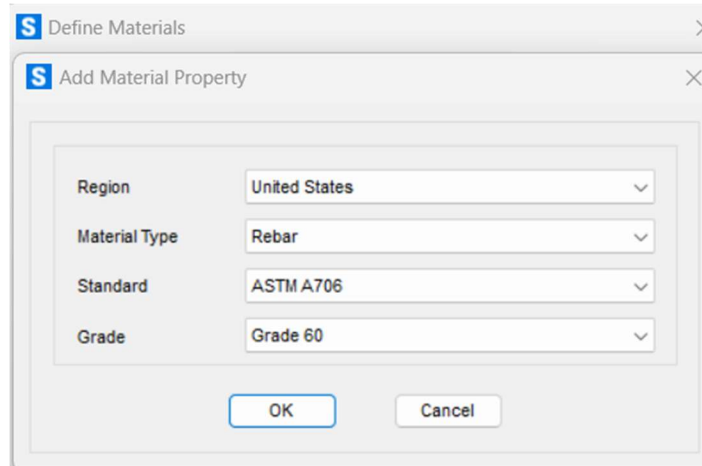 S Define Materials
S Add Material Property
Region United States
Material Type Rebar
Standard ASTM A706
Grade Grade 60
OK Cancel